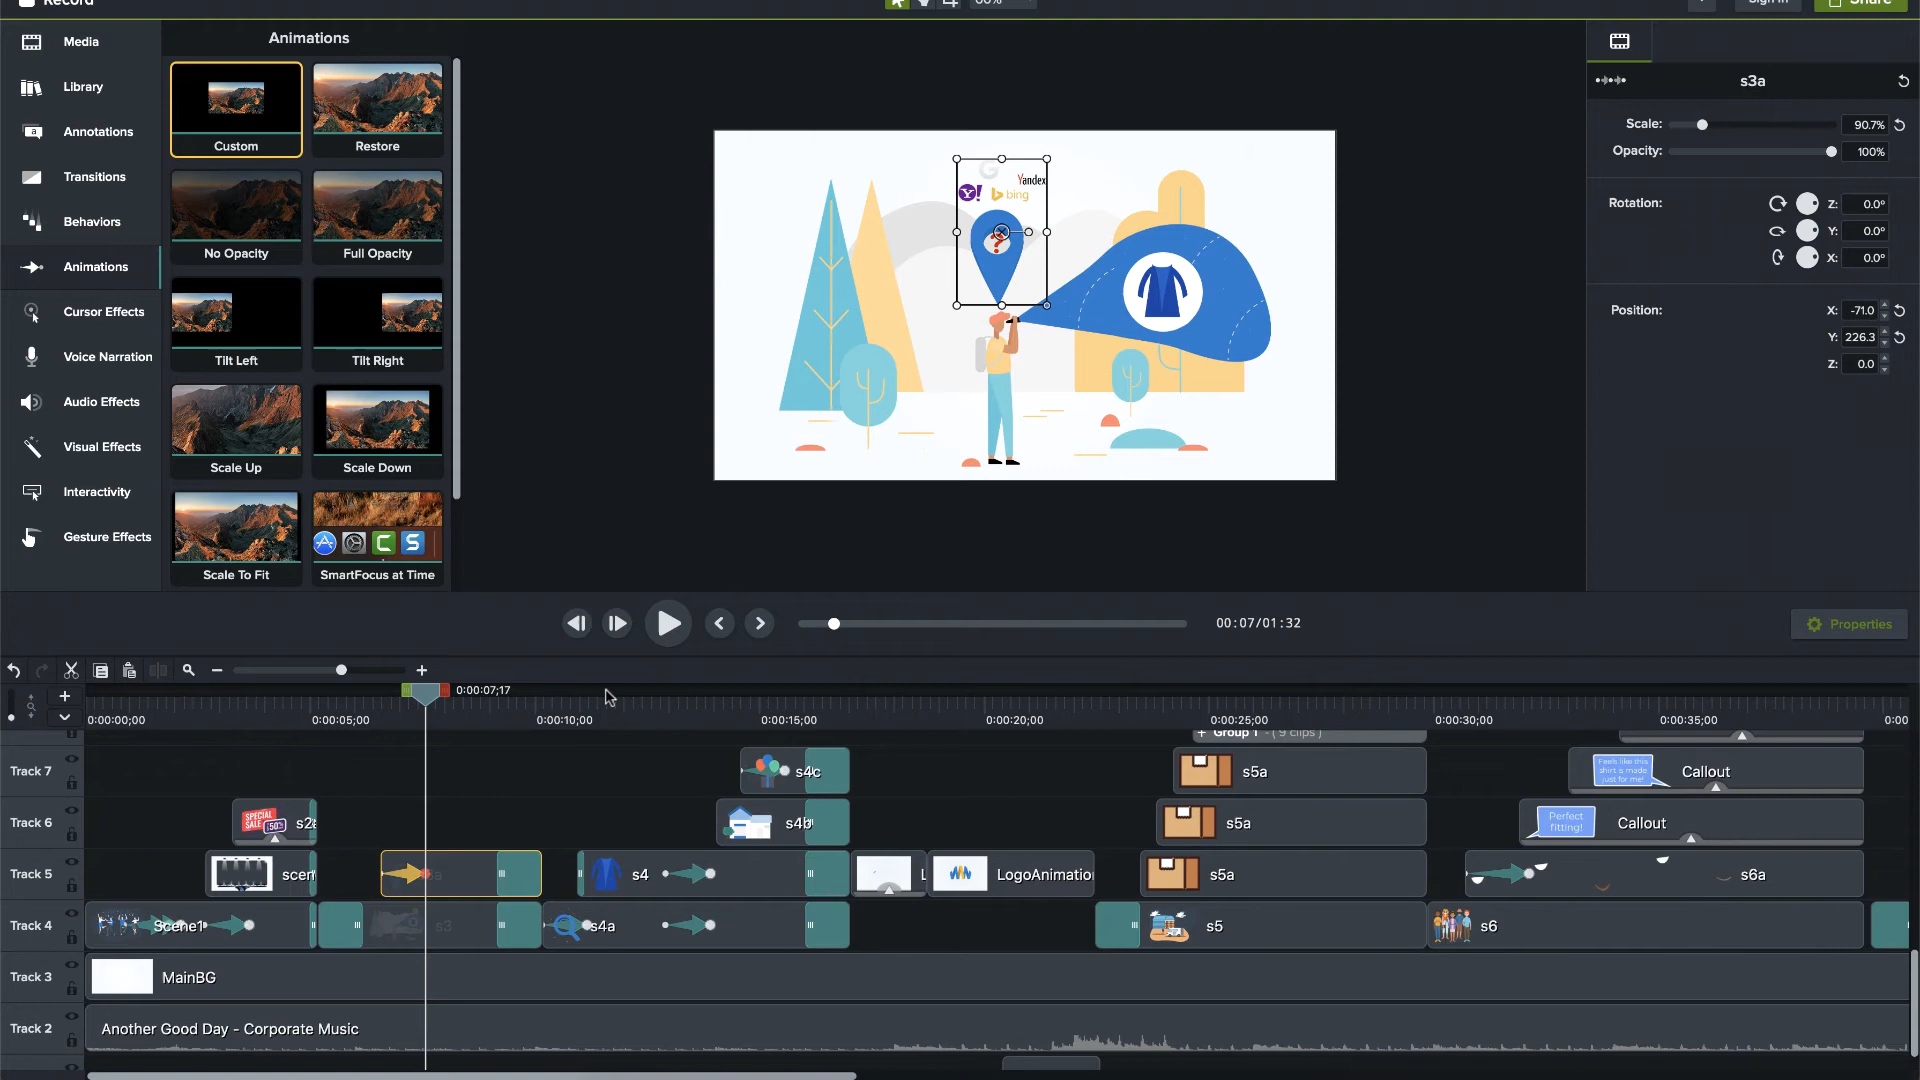 Record
60%
Sign In
Share
Media
Library
Annotations
Transitions
Behaviors
Animations
Cursor Effects
Voice Narration
Audio Effects
Visual Effects
Interactivity
Gesture Effects
Animations
Custom
Restore
No Opacity
Full Opacity
Tilt Left
Tilt Right
Scale Up
Scale Down
Scale To Fit
SmartFocus at Time
G
Yandex
Y!
bing
?
s3a
Scale:
90.7%
Opacity:
100%
Rotation:
Z:
0.0°
Y:
0.0°
X:
0.0°
Position:
X:
-71.0
Y:
226.3
Z:
0.0
00:07/01:32
Properties
0:00:07;17
0:00:00;00
0:00:05;00
0:00:10;00
0:00:15;00
0:00:20;00
0:00:25;00
0:00:30;00
0:00:35;00
0:00
+ Group 1 - ( 9 clips )
Track 7
s4c
s5a
Feels like this
shirt is made
just for me!
Callout
Track 6
SPECIAL
SALE
50%
s4b
s5a
Perfect
fitting!
Callout
Track 5
scen
s4
LogoAnimatio
s5a
s6a
Track 4
Scene1
s3
s4a
s5
s6
Track 3
MainBG
Track 2
Another Good Day - Corporate Music